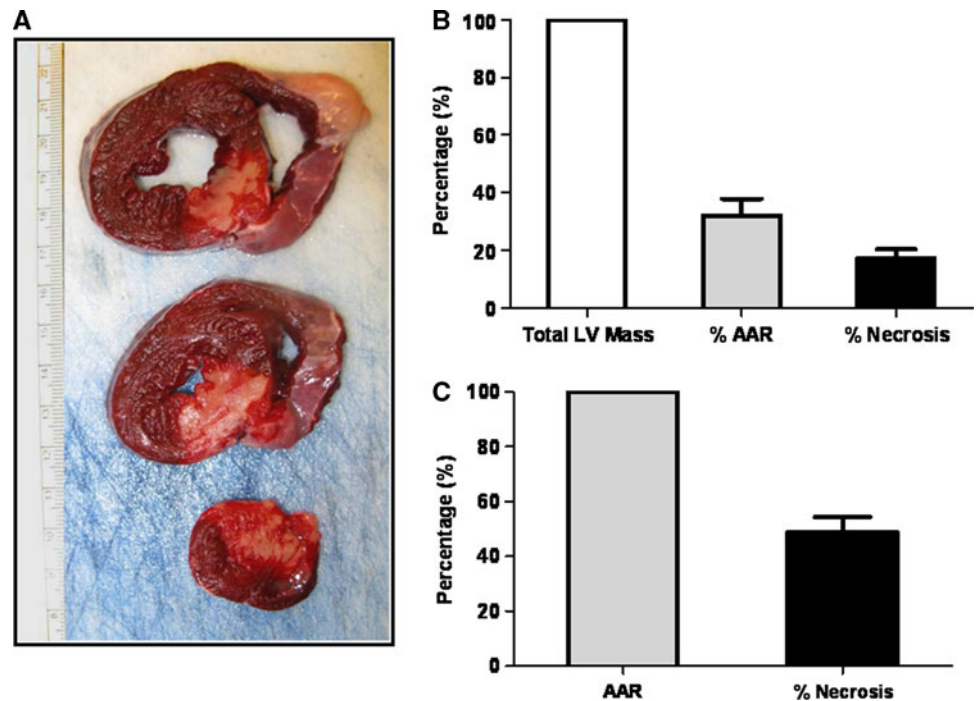 A
B
Percentage (%)
100
80
60
40
20
0
Total LV Mass
% AAR
% Necrosis
C
Percentage (%)
100
80
60
40
20
0
AAR
% Necrosis